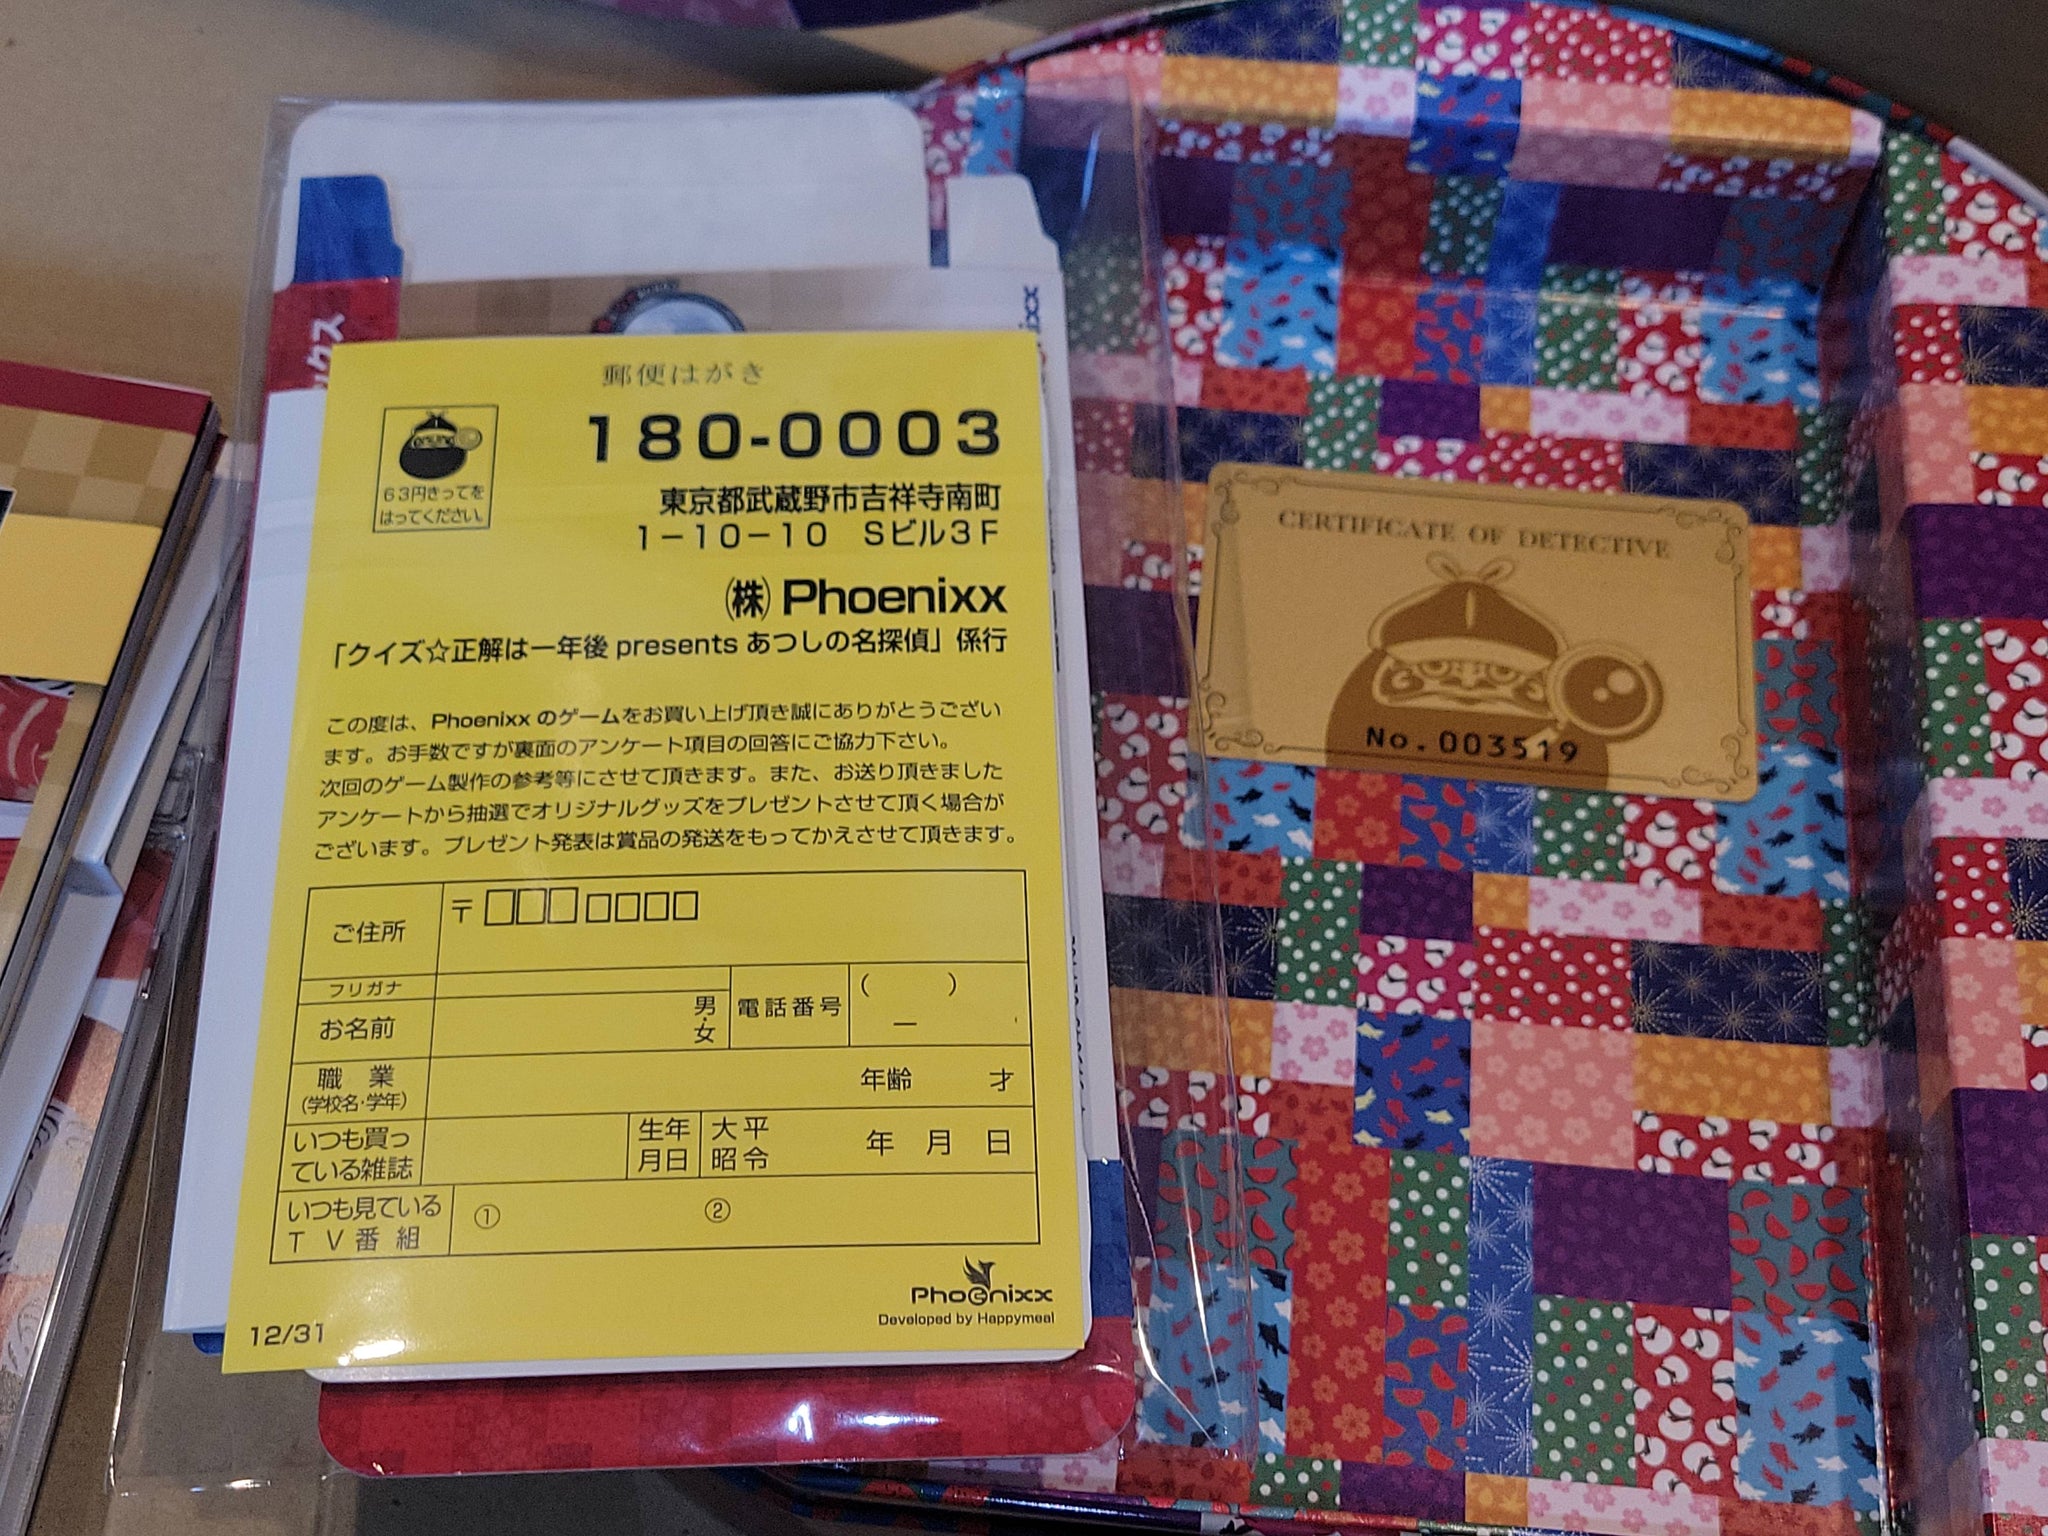 ックス
郵便はがき
63円きってを
はってください。
180-0003
東京都武蔵野市吉祥寺南町
1－10－10　Sビル3F
㈱ Phoenixx
「クイズ☆正解は一年後 presents あつしの名探偵」係行
この度は、Phoenixx のゲームをお買い上げ頂き誠にありがとうござい
ます。お手数ですが裏面のアンケート項目の回答にご協力下さい。
次回のゲーム製作の参考等にさせて頂きます。また、お送り頂きました
アンケートから抽選でオリジナルグッズをプレゼントさせて頂く場合が
ございます。プレゼント発表は賞品の発送をもってかえさせて頂きます。
ご住所
〒□□□□□□□
フリガナ
お名前
男・女
電話番号
（　　　）
－
職　業
（学校名・学年）
年齢　　才
いつも買っ
ている雑誌
生年
月日
大 平
昭 令
年　月　日
いつも見ている
ＴＶ番組
①
②
Phoenixx
Developed by Happymeal
12/31
CERTIFICATE OF DETECTIVE
No.003519